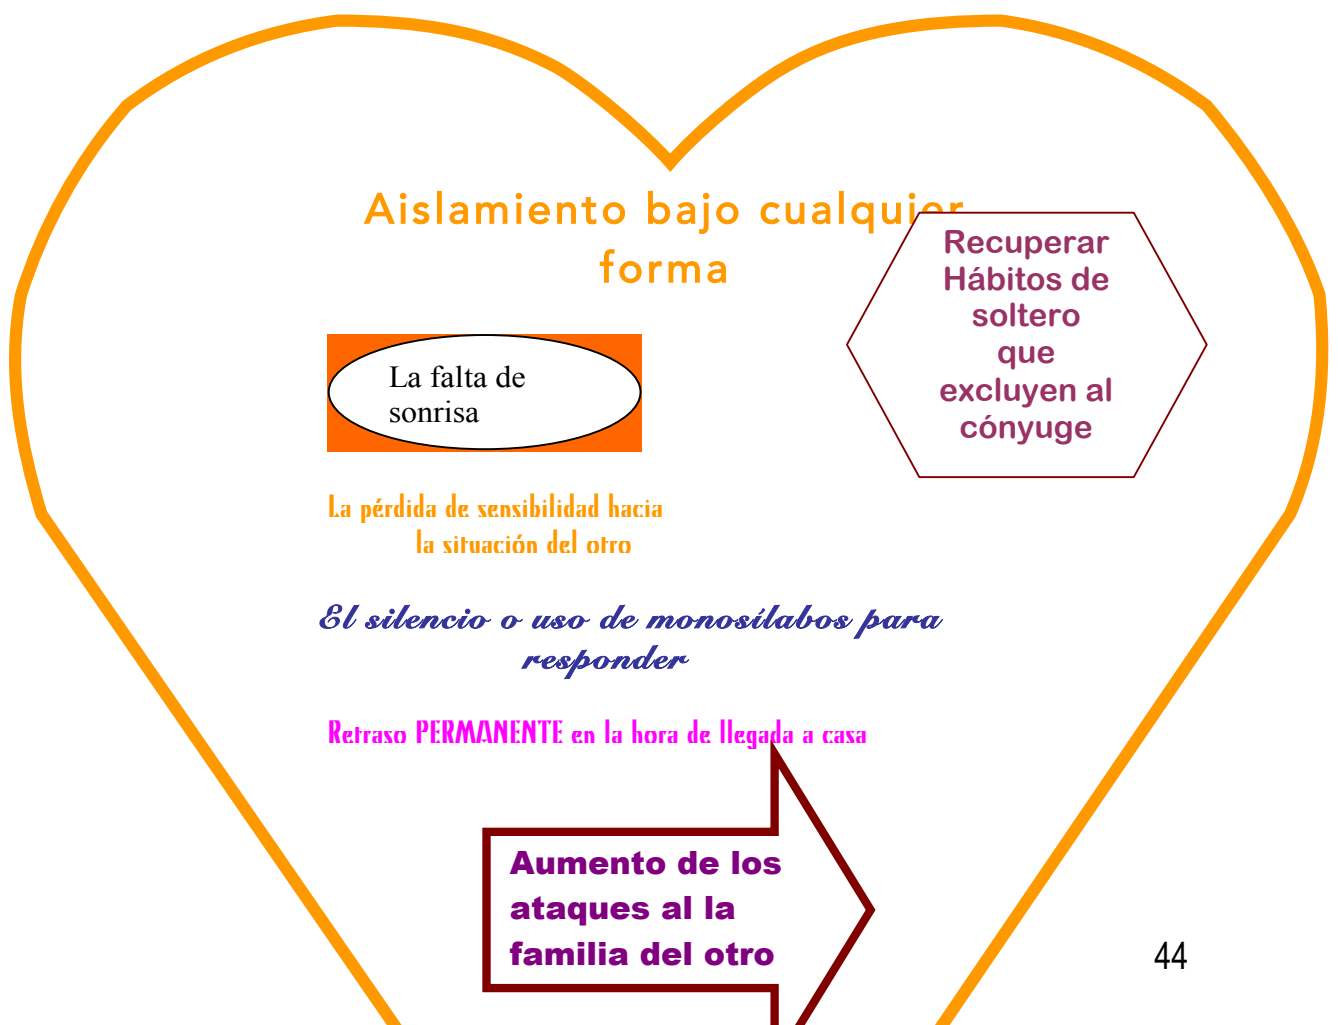 Aislamiento bajo cualquier
forma
Recuperar
Hábitos de
soltero
que
excluyen al
cónyuge
La falta de
sonrisa
La pérdida de sensibilidad hacia
la situación del otro
El silencio o uso de monosílabos para
responder
Retraso PERMANENTE en la hora de llegada a casa
Aumento de los
ataques al la
familia del otro
44